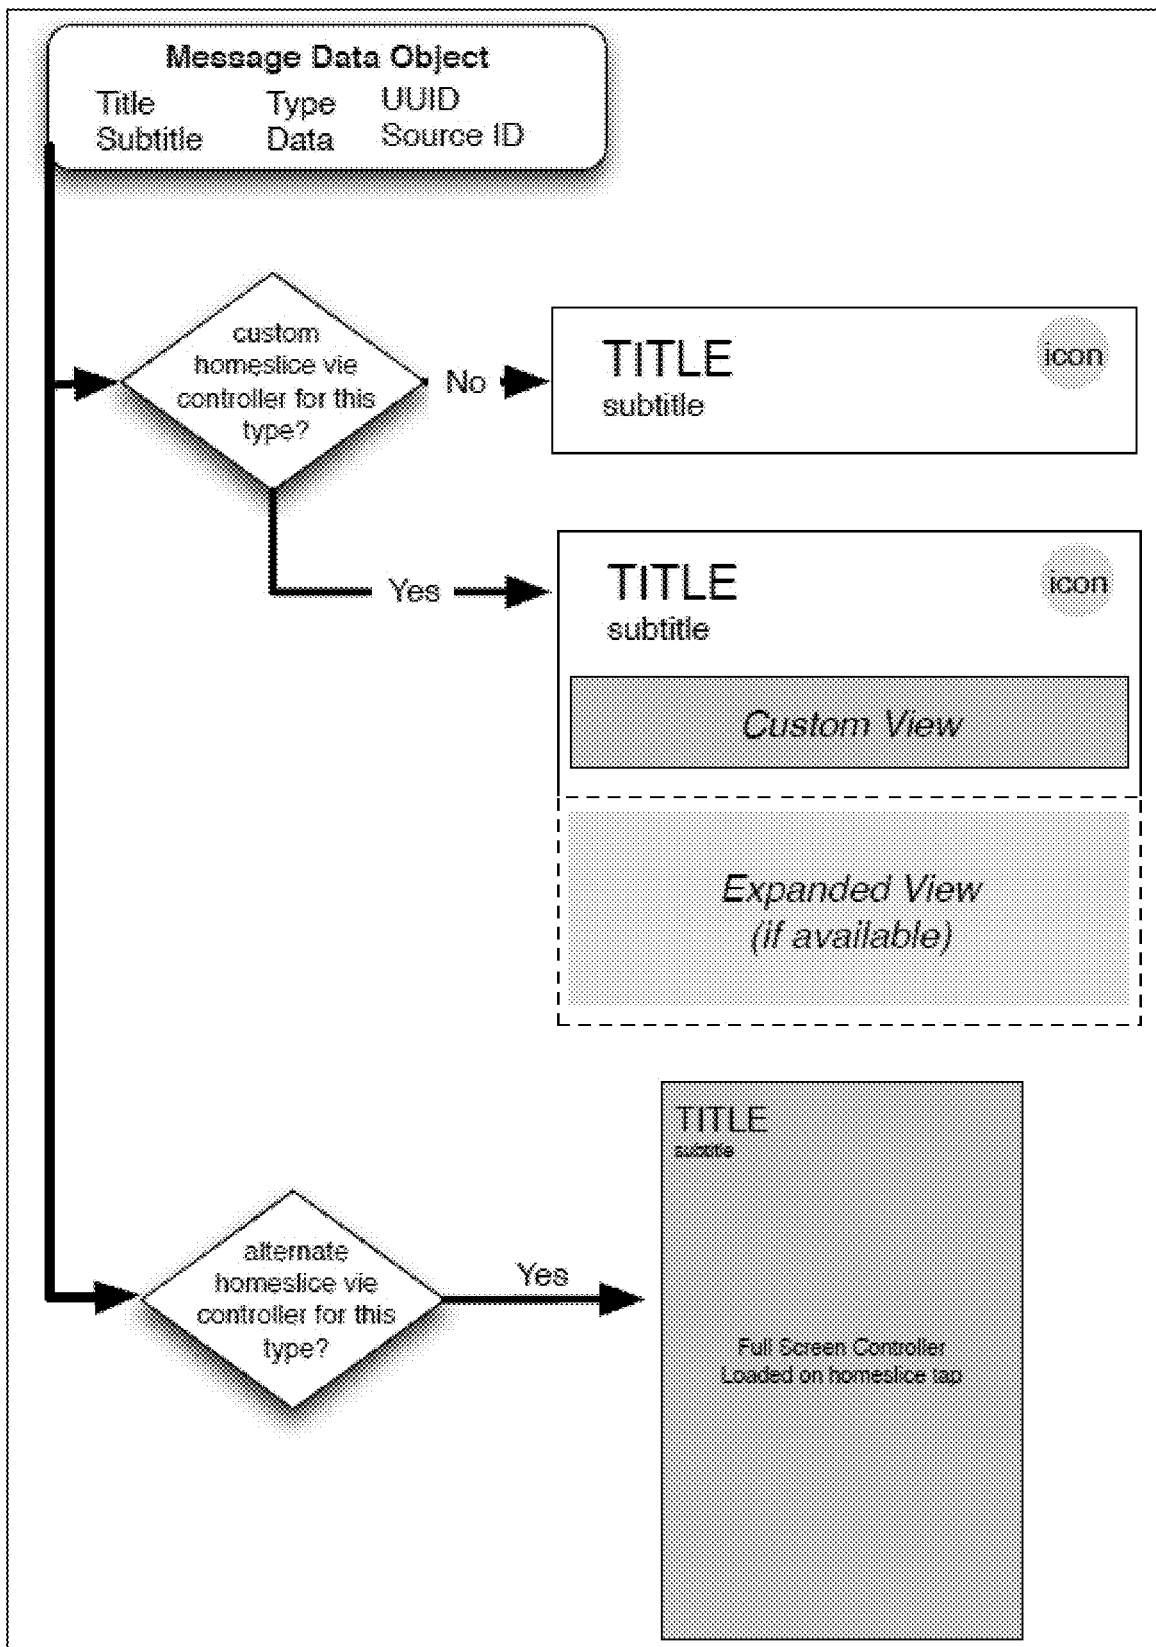 Message Data Object
Title Type UUID
Subtitle Data Source ID
custom
homeslice vie
controller for this
type?
No
TITLE
subtitle
icon
Yes
TITLE
subtitle
icon
Custom View
Expanded View
(if available)
alternate
homeslice vie
controller for this
type?
Yes
TITLE
subtitle
Full Screen Controller
Loaded on homeslice tap